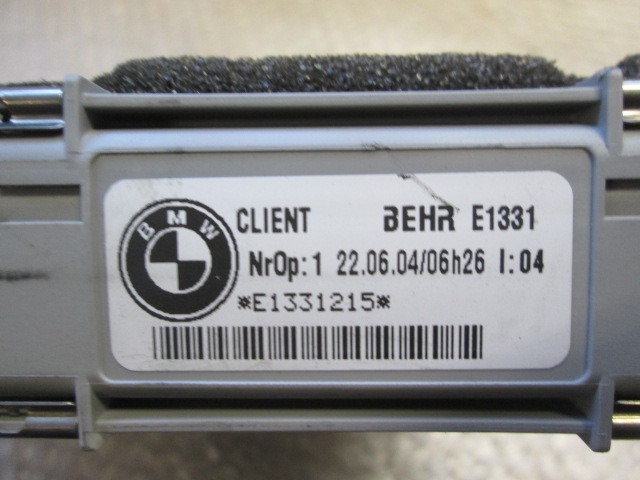 BMW
CLIENT BEHR E1331
NrOp:1 22.06.04/06h26 I:04
*E1331215*